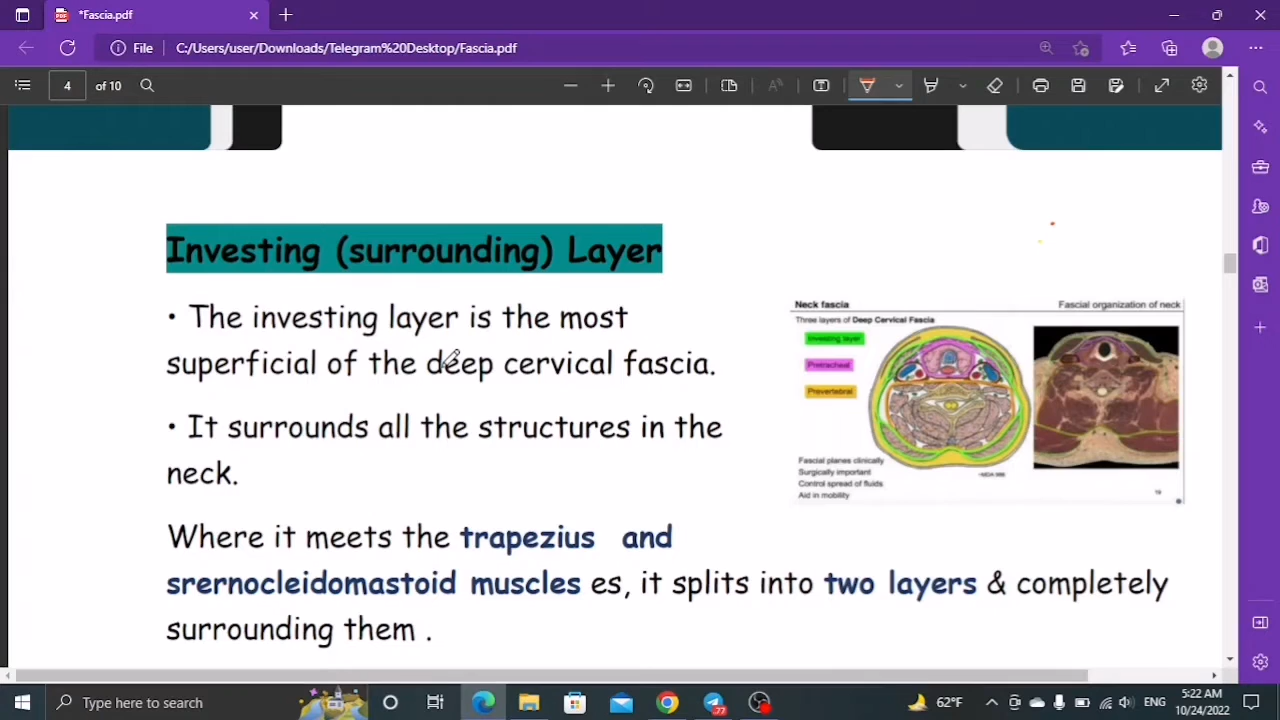 *Fascia.pdf
File
C:/Users/user/Downloads/Telegram%20Desktop/Fascia.pdf
4
of 10
Investing (surrounding) Layer
• The investing layer is the most
superficial of the deep cervical fascia.
• It surrounds all the structures in the
neck.
Where it meets the trapezius and
srernocleidomastoid muscles es, it splits into two layers & completely
surrounding them .
Neck fascia
Fascial organization of neck
Three layers of Deep Cervical Fascia
Investing layer
Pretracheal
Prevertebral
Fascial planes clinically
Surgically important
Control spread of fluids
Aid in mobility
19
Type here to search
77
62°F
ENG
5:22 AM
10/24/2022